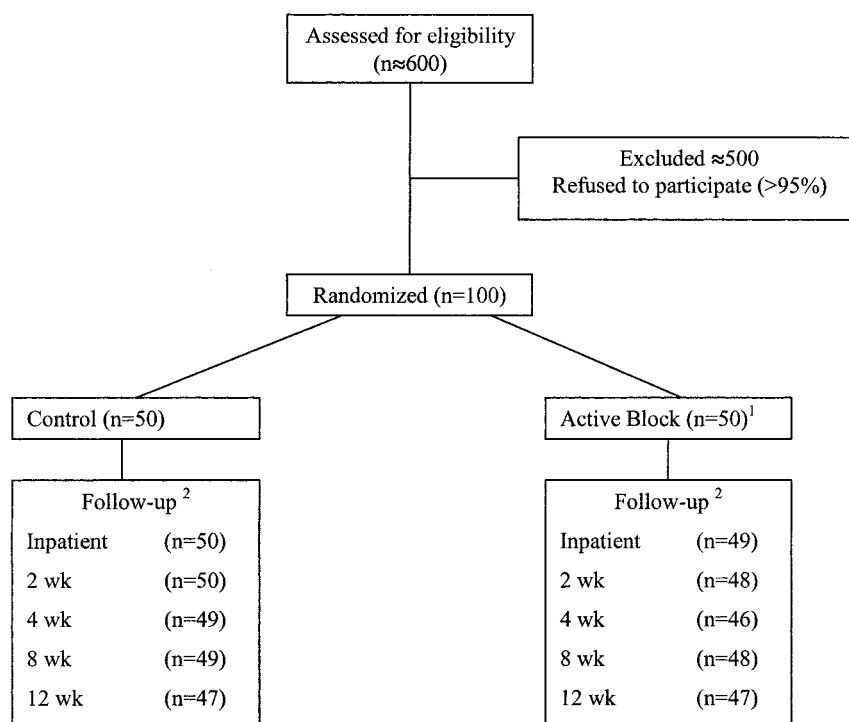 Assessed for eligibility
(n≈600)
Excluded ≈500
Refused to participate (>95%)
Randomized (n=100)
Control (n=50)
Active Block (n=50)¹
Follow-up ²
Inpatient (n=50)
2 wk (n=50)
4 wk (n=49)
8 wk (n=49)
12 wk (n=47)
Follow-up ²
Inpatient (n=49)
2 wk (n=48)
4 wk (n=46)
8 wk (n=48)
12 wk (n=47)